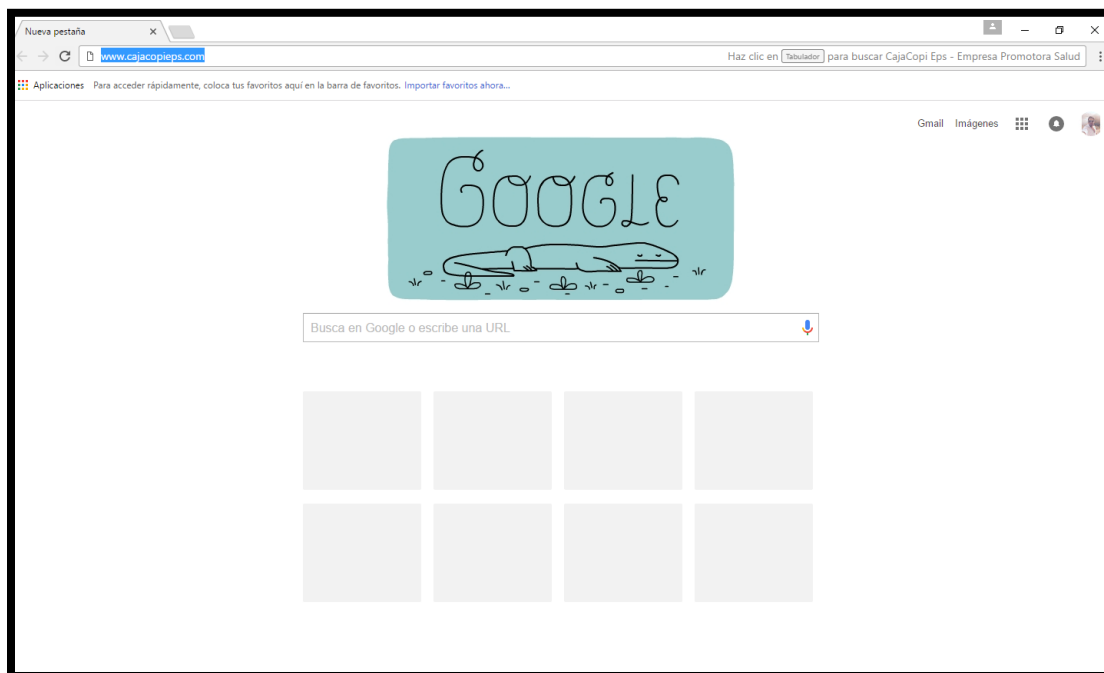 Nueva pestaña
www.cajacopieps.com Haz clic en Tabulador para buscar CajaCopi Eps - Empresa Promotora Salud
Aplicaciones Para acceder rápidamente, coloca tus favoritos aquí en la barra de favoritos. Importar favoritos ahora...
Gmail Imágenes
GOOGLE
Busca en Google o escribe una URL